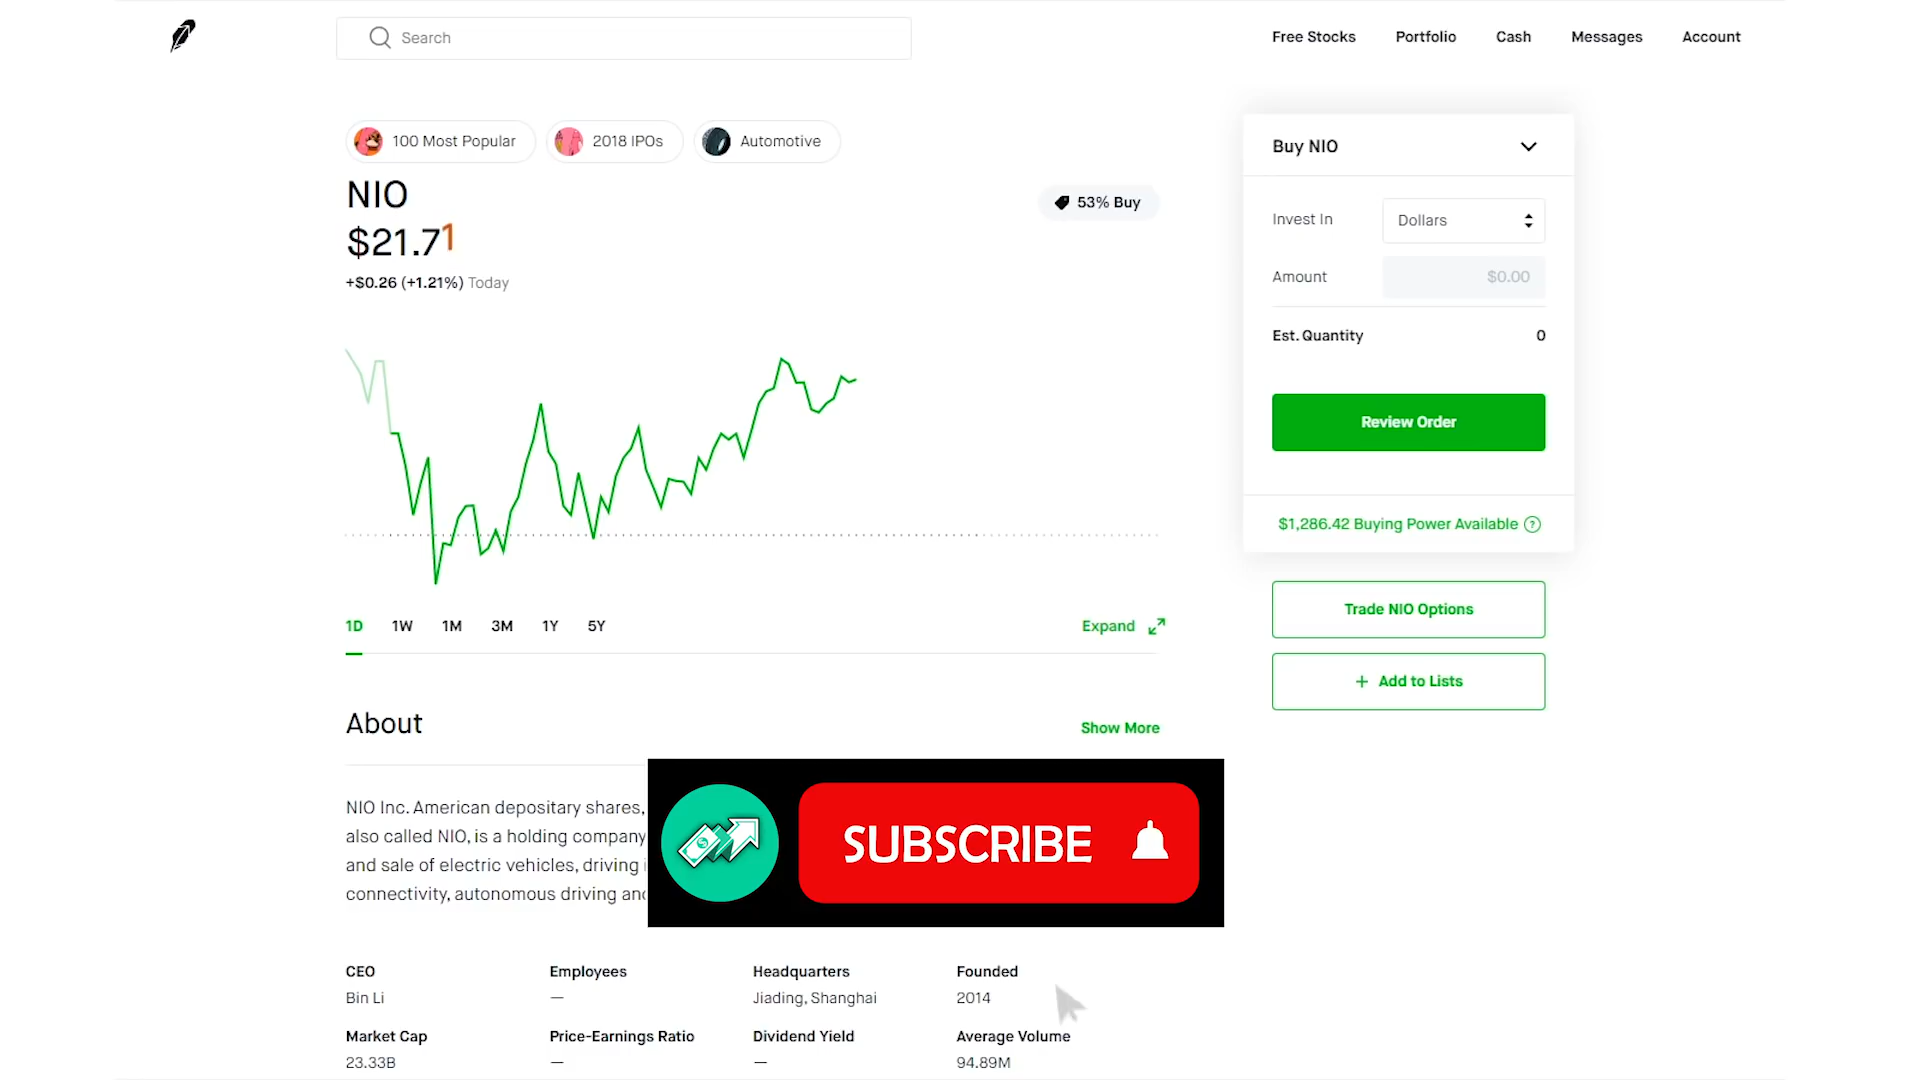 Search
Free Stocks
Portfolio
Cash
Messages
Account
100 Most Popular
2018 IPOs
Automotive
NIO
$21.71
+$0.26 (+1.21%) Today
53% Buy
1D 1W 1M 3M 1Y 5Y
Expand
Buy NIO
Invest In
Dollars
Amount
$0.00
Est. Quantity
0
Review Order
$1,286.42 Buying Power Available ?
Trade NIO Options
+ Add to Lists
About
Show More
NIO Inc. American depositary shares,
also called NIO, is a holding company
and sale of electric vehicles, driving
connectivity, autonomous driving
SUBSCRIBE
CEO
Bin Li
Employees
—
Headquarters
Jiading, Shanghai
Founded
2014
Market Cap
23.33B
Price-Earnings Ratio
—
Dividend Yield
—
Average Volume
94.89M